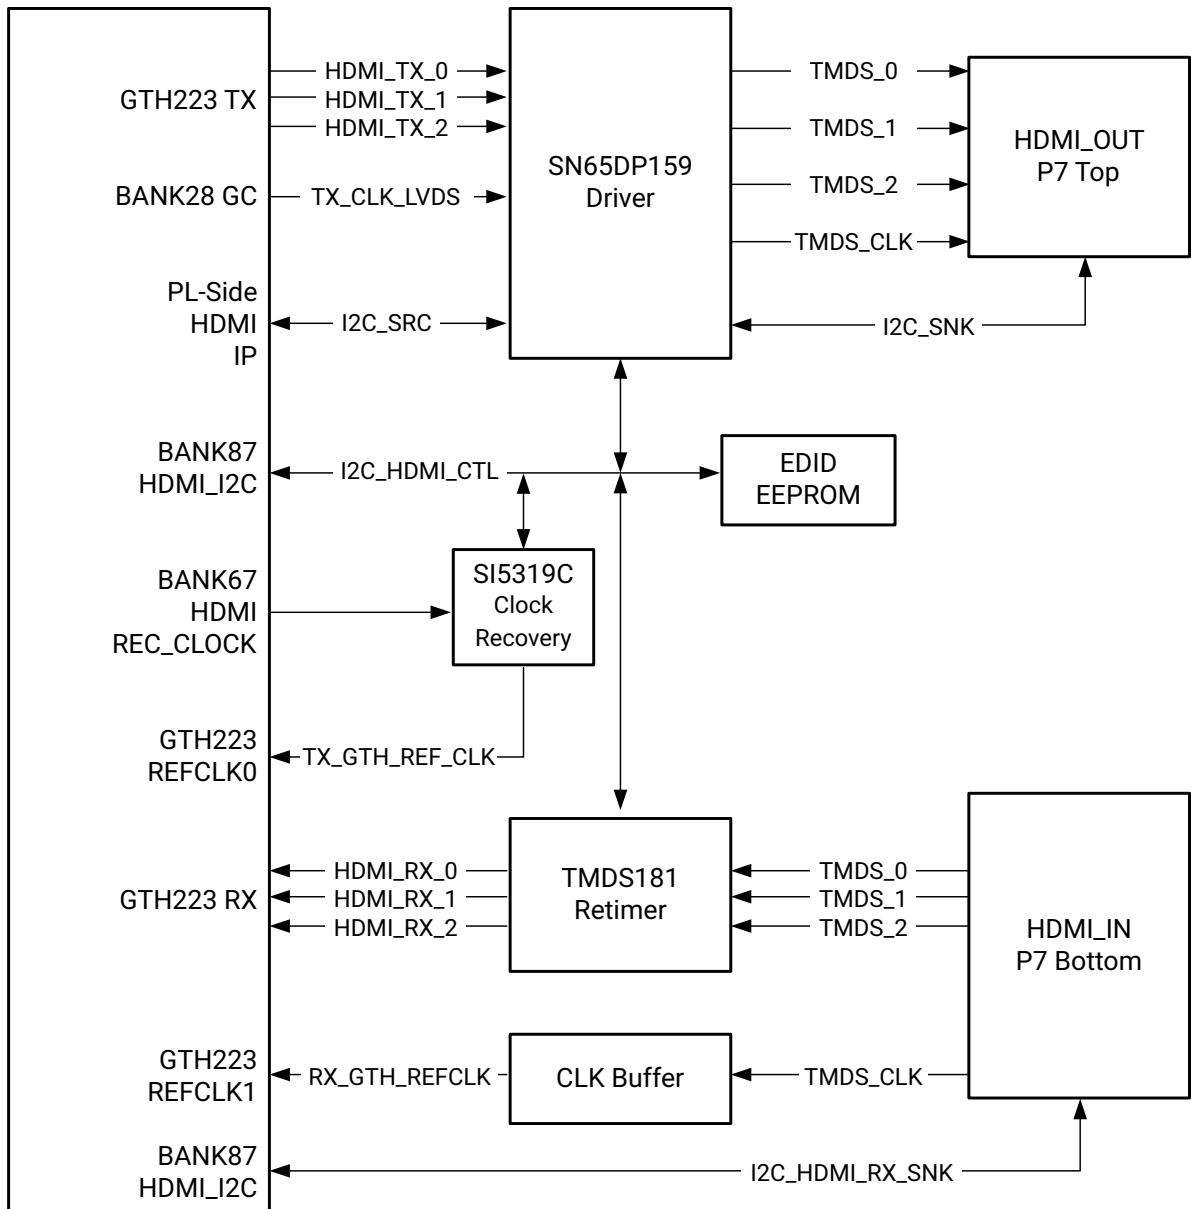 HDMI_TX_0
TMDS_0
GTH223 TX
HDMI_TX_1
HDMI_TX_2
TMDS_1
SN65DP159
Driver
HDMI_OUT
P7 Top
BANK28 GC
TX_CLK_LVDS
TMDS_2
TMDS_CLK
PL-Side
HDMI
IP
I2C_SRC
I2C_SNK
BANK87
HDMI_I2C
I2C_HDMI_CTL
EDID
EEPROM
BANK67
HDMI
REC_CLOCK
SI5319C
Clock
Recovery
GTH223
REFCLK0
TX_GTH_REF_CLK
GTH223 RX
HDMI_RX_0
HDMI_RX_1
HDMI_RX_2
TMDS181
Retimer
TMDS_0
TMDS_1
TMDS_2
HDMI_IN
P7 Bottom
GTH223
REFCLK1
RX_GTH_REFCLK
CLK Buffer
TMDS_CLK
BANK87
HDMI_I2C
I2C_HDMI_RX_SNK